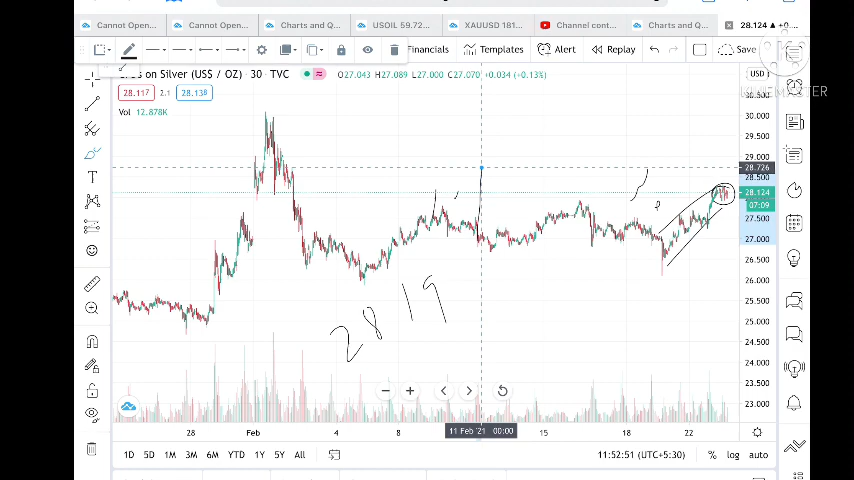 Cannot Open... Cannot Open... Charts and Q... USOIL 59.72... XAUUSD 181... Channel cont... Charts and Q... 28.124 ▲ +0...
Financials Templates Alert Replay Save
on Silver (US$ / OZ) · 30 · TVC O27.043 H27.089 L27.000 C27.070 +0.034 (+0.13%) USD
28.117 2.1 28.138
Vol 12.878K
KINEMASTER
30.500
30.000
29.500
29.000
28.726
28.500
28.124
07:09
27.500
27.000
26.500
26.000
25.500
25.000
24.500
24.000
23.500
23.000
28 19
28 Feb 4 8 11 Feb '21 00:00 15 18 22
1D 5D 1M 3M 6M YTD 1Y 5Y All 11:52:51 (UTC+5:30) % log auto